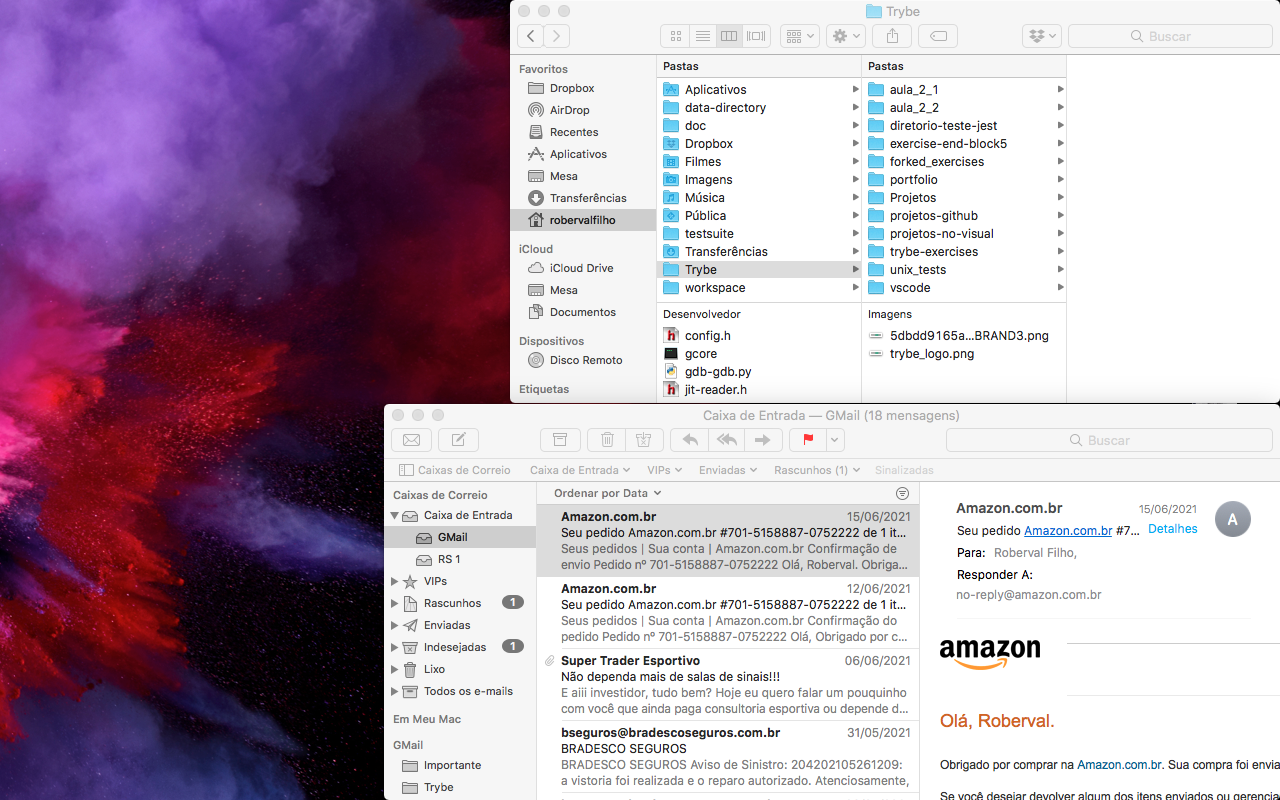 Trybe
Buscar
Favoritos
Dropbox
AirDrop
Recentes
Aplicativos
Mesa
Transferências
robervalfilho
iCloud
iCloud Drive
Mesa
Documentos
Dispositivos
Disco Remoto
Etiquetas
Pastas
Aplicativos
data-directory
doc
Dropbox
Filmes
Imagens
Música
Pública
testsuite
Transferências
Trybe
workspace
Desenvolvedor
config.h
gcore
gdb-gdb.py
jit-reader.h
Pastas
aula_2_1
aula_2_2
diretorio-teste-jest
exercise-end-block5
forked_exercises
portfolio
Projetos
projetos-github
projetos-no-visual
trybe-exercises
unix_tests
vscode
Imagens
5dbdd9165a...BRAND3.png
trybe_logo.png
Caixa de Entrada — GMail (18 mensagens)
Buscar
Caixas de Correio Caixa de Entrada VIPs Enviadas Rascunhos (1) Sinalizadas
Caixas de Correio
Caixa de Entrada
GMail
RS 1
VIPs
Rascunhos 1
Enviadas
Indesejadas 1
Lixo
Todos os e-mails
Em Meu Mac
GMail
Importante
Trybe
Ordenar por Data
Amazon.com.br 15/06/2021
Seu pedido Amazon.com.br #701-5158887-0752222 de 1 it...
Seus pedidos | Sua conta | Amazon.com.br Confirmação de
envio Pedido nº 701-5158887-0752222 Olá, Roberval. Obriga...
Amazon.com.br 12/06/2021
Seu pedido Amazon.com.br #701-5158887-0752222 de 1 it...
Seus pedidos | Sua conta | Amazon.com.br Confirmação do
pedido Pedido nº 701-5158887-0752222 Olá, Obrigado por c...
Super Trader Esportivo 06/06/2021
Não dependa mais de salas de sinais!!!
E aiii investidor, tudo bem? Hoje eu quero falar um pouquinho
com você que ainda paga consultoria esportiva ou depende d...
bseguros@bradescoseguros.com.br 31/05/2021
BRADESCO SEGUROS
BRADESCO SEGUROS Aviso de Sinistro: 204202105261209:
a vistoria foi realizada e o reparo autorizado. Atenciosamente,
Amazon.com.br 15/06/2021
A
Seu pedido Amazon.com.br #7... Detalhes
Para: Roberval Filho,
Responder A:
no-reply@amazon.com.br
amazon
Olá, Roberval.
Obrigado por comprar na Amazon.com.br. Sua compra foi enviad
Se você desejar devolver algum dos itens enviados ou gerencia